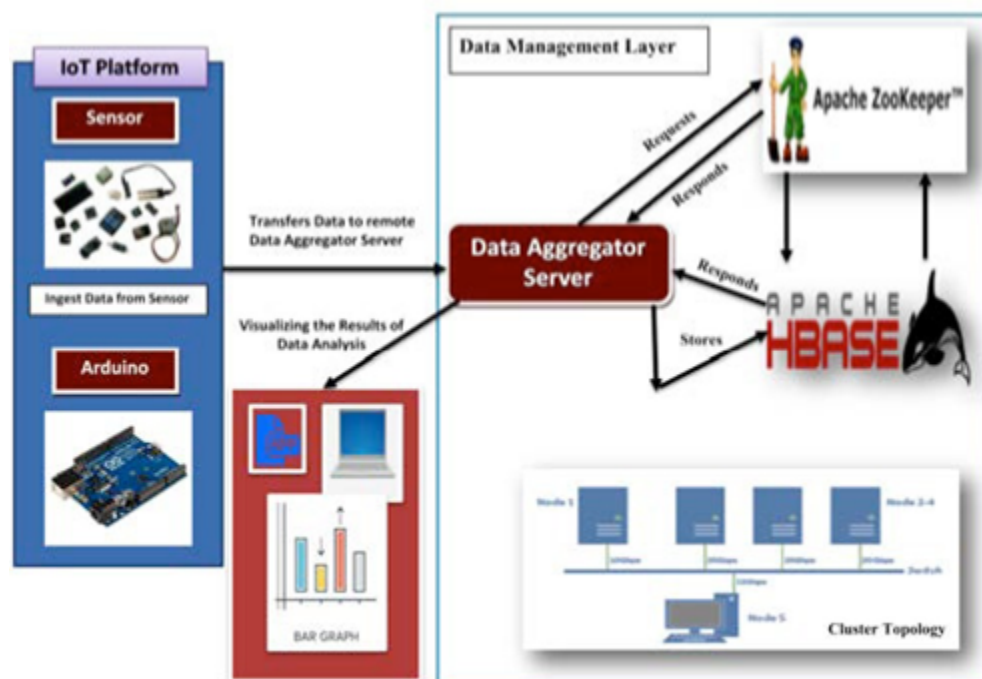 IoT Platform
Sensor
Ingest Data from Sensor
Arduino
Transfers Data to remote
Data Aggregator Server
Visualizing the Results of
Data Analysis
BAR GRAPH
Data Management Layer
Apache ZooKeeper™
Requests
Responds
Data Aggregator
Server
Responds
Stores
APACHE
HBASE
Node 1
Node 2-4
Switch
Node 5
Cluster Topology